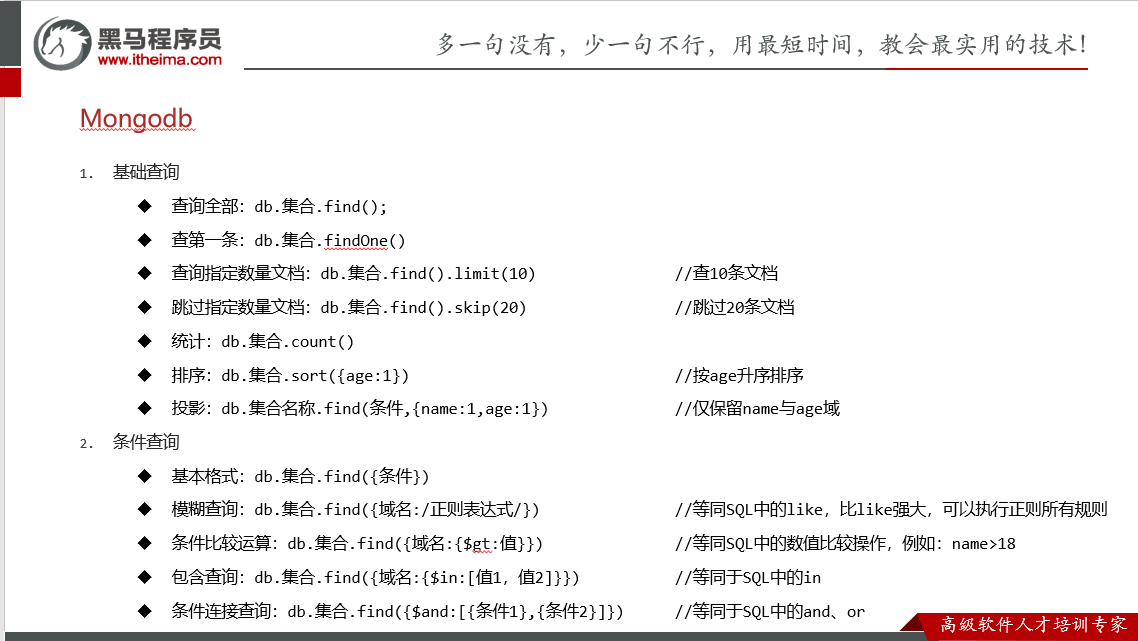 黑马程序员
www.itheima.com
多一句没有，少一句不行，用最短时间，教会最实用的技术！
Mongodb
1. 基础查询
◆ 查询全部：db.集合.find();
◆ 查第一条：db.集合.findOne()
◆ 查询指定数量文档：db.集合.find().limit(10) //查10条文档
◆ 跳过指定数量文档：db.集合.find().skip(20) //跳过20条文档
◆ 统计：db.集合.count()
◆ 排序：db.集合.sort({age:1}) //按age升序排序
◆ 投影：db.集合名称.find(条件,{name:1,age:1}) //仅保留name与age域
2. 条件查询
◆ 基本格式：db.集合.find({条件})
◆ 模糊查询：db.集合.find({域名:/正则表达式/}) //等同SQL中的like，比like强大，可以执行正则所有规则
◆ 条件比较运算：db.集合.find({域名:{$gt:值}}) //等同SQL中的数值比较操作，例如：name>18
◆ 包含查询：db.集合.find({域名:{$in:[值1，值2]}}) //等同于SQL中的in
◆ 条件连接查询：db.集合.find({$and:[{条件1},{条件2}]}) //等同于SQL中的and、or
高级软件人才培训专家